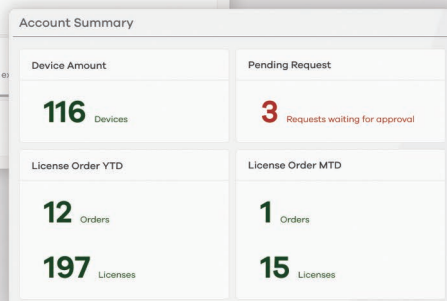 Account Summary
Device Amount
116 Devices
Pending Request
3 Requests waiting for approval
License Order YTD
12 Orders
197 Licenses
License Order MTD
1 Orders
15 Licenses